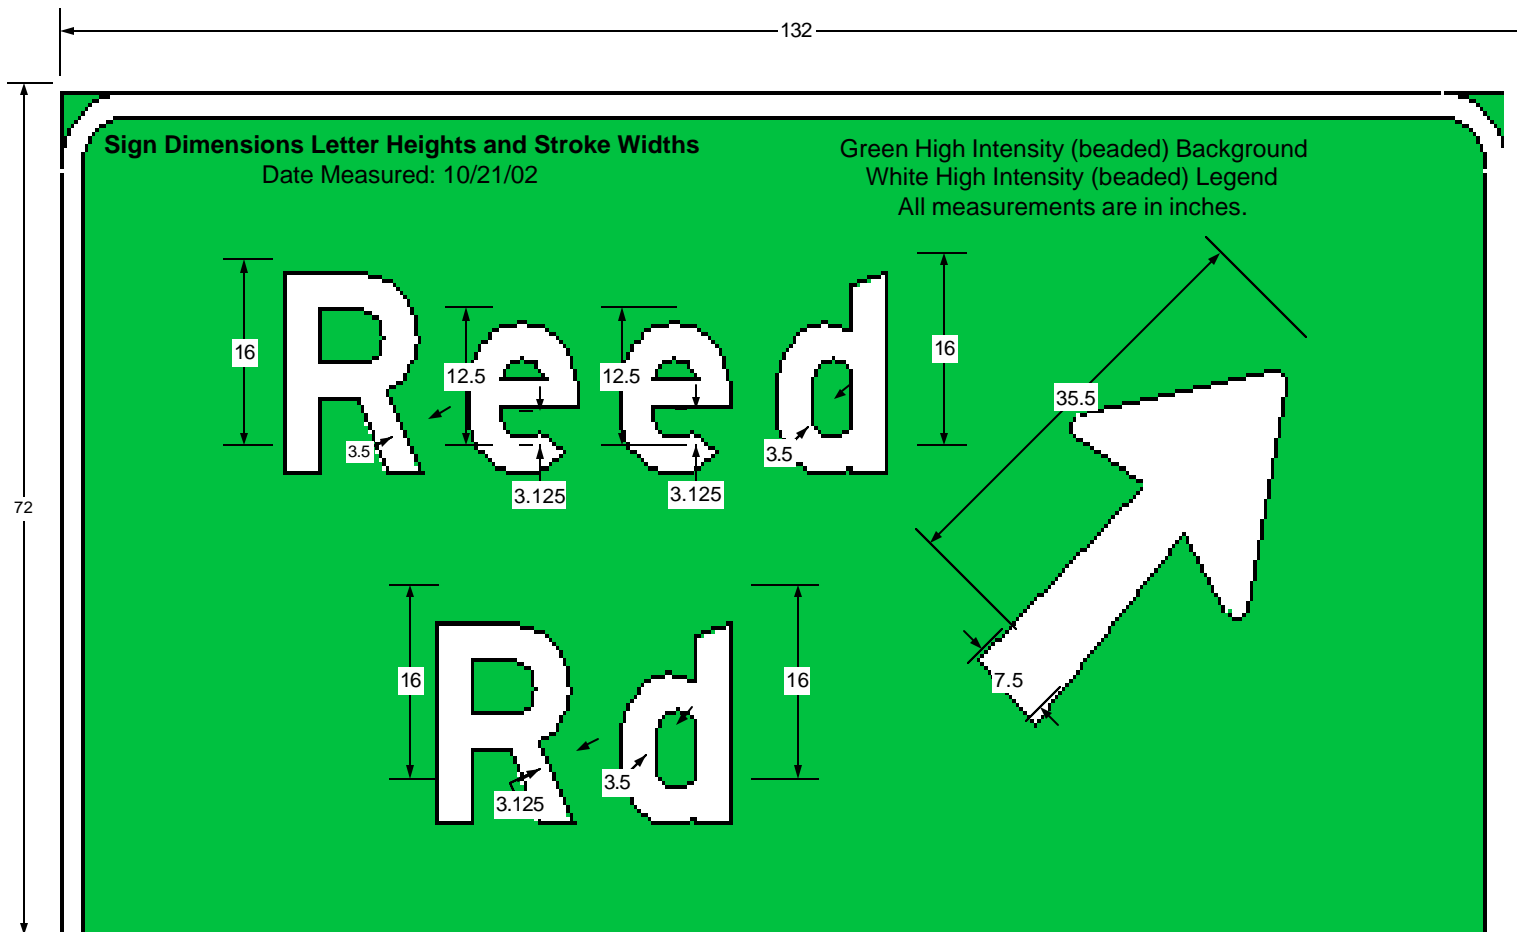 132
Sign Dimensions Letter Heights and Stroke Widths
Date Measured: 10/21/02
Green High Intensity (beaded) Background
White High Intensity (beaded) Legend
All measurements are in inches.
Reed
16
12.5
12.5
16
3.5
3.5
3.125
3.125
35.5
72
Rd
16
16
3.125
3.5
7.5